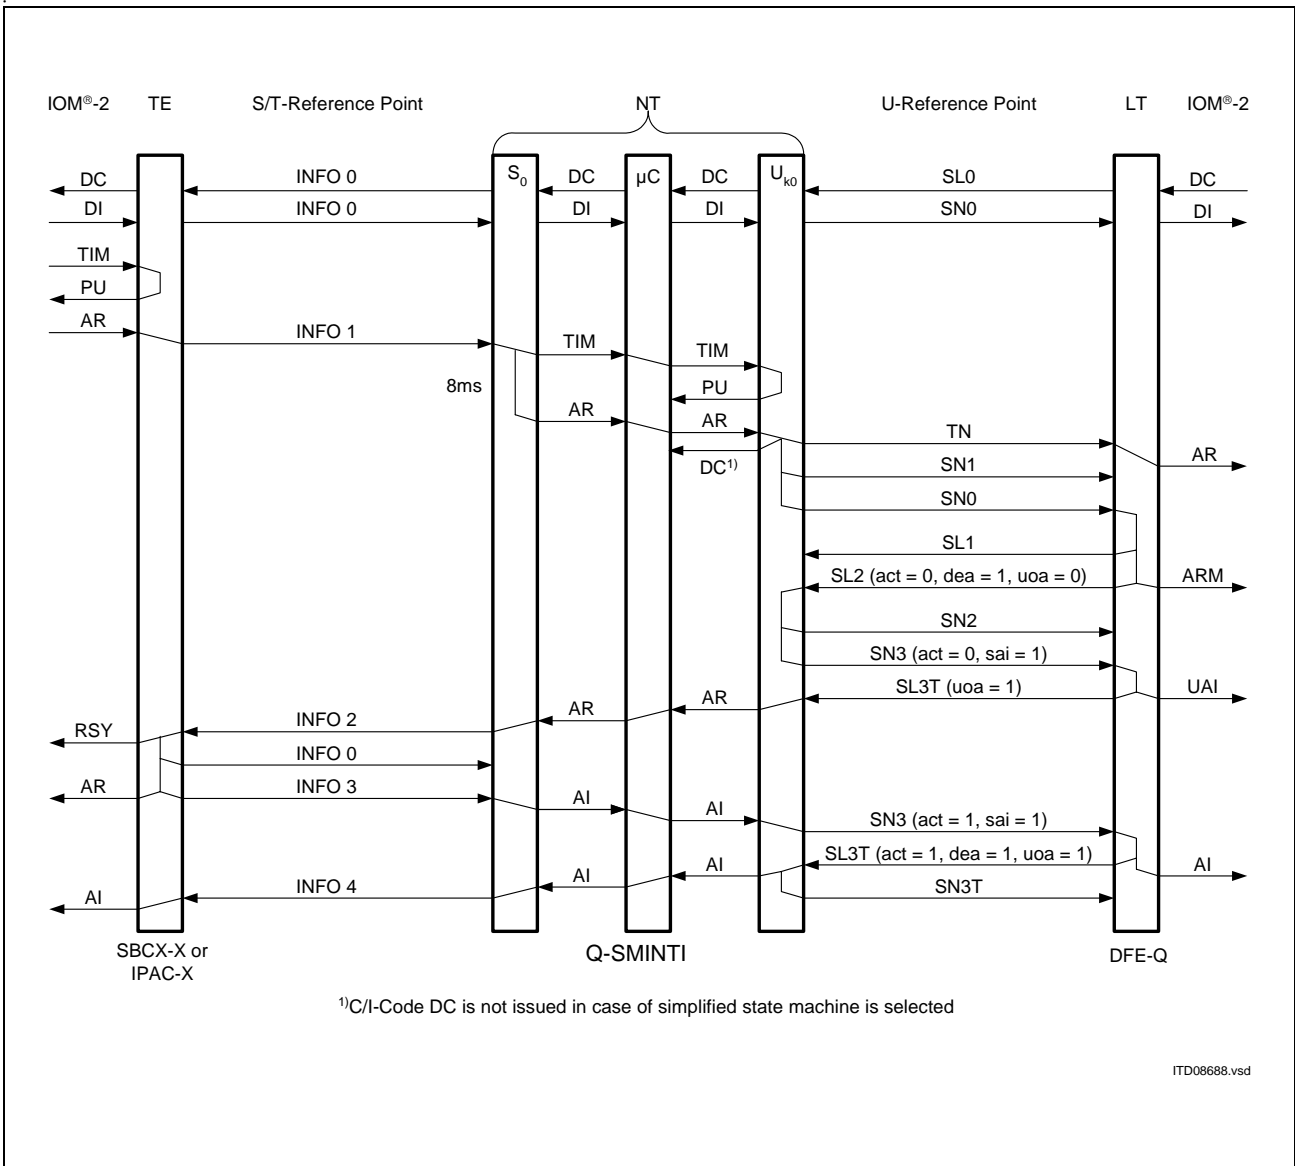 IOM®-2 TE S/T-Reference Point NT U-Reference Point LT IOM®-2
S0 µC Uk0
DC INFO 0 DC DC SL0 DC
DI INFO 0 DI DI SN0 DI
TIM
PU
AR INFO 1
TIM TIM
8ms PU
AR AR TN
DC1) AR
SN1
SN0
SL1
SL2 (act = 0, dea = 1, uoa = 0) ARM
SN2
SN3 (act = 0, sai = 1)
AR AR SL3T (uoa = 1) UAI
RSY INFO 2
INFO 0
AR INFO 3
AI AI SN3 (act = 1, sai = 1)
AI AI SL3T (act = 1, dea = 1, uoa = 1) AI
AI INFO 4 SN3T
SBCX-X or
IPAC-X
Q-SMINTI
DFE-Q
1)C/I-Code DC is not issued in case of simplified state machine is selected
ITD08688.vsd